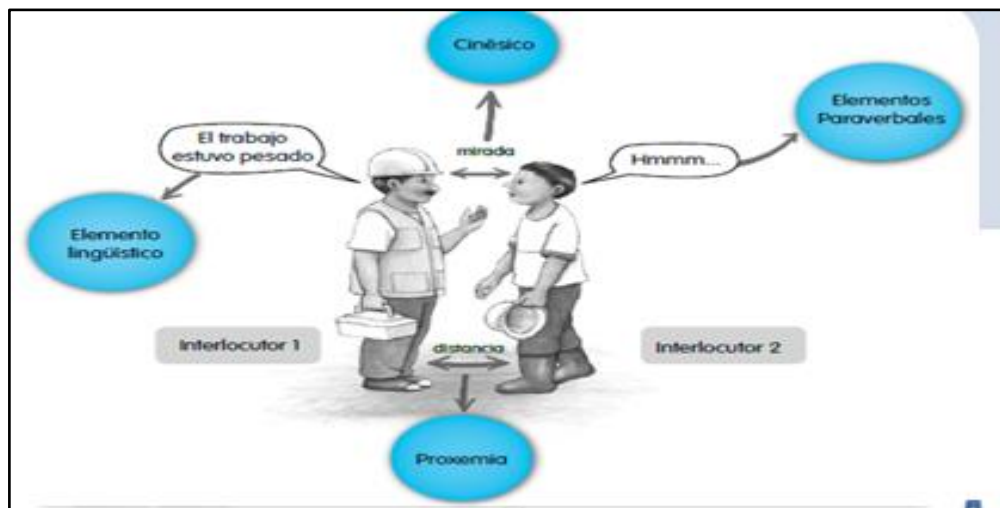 Cinésico
Elementos
Paraverbales
El trabajo
estuvo pesado
mirada
Hmmm...
Elemento
lingüístico
Interlocutor 1
distancia
Interlocutor 2
Proxemia